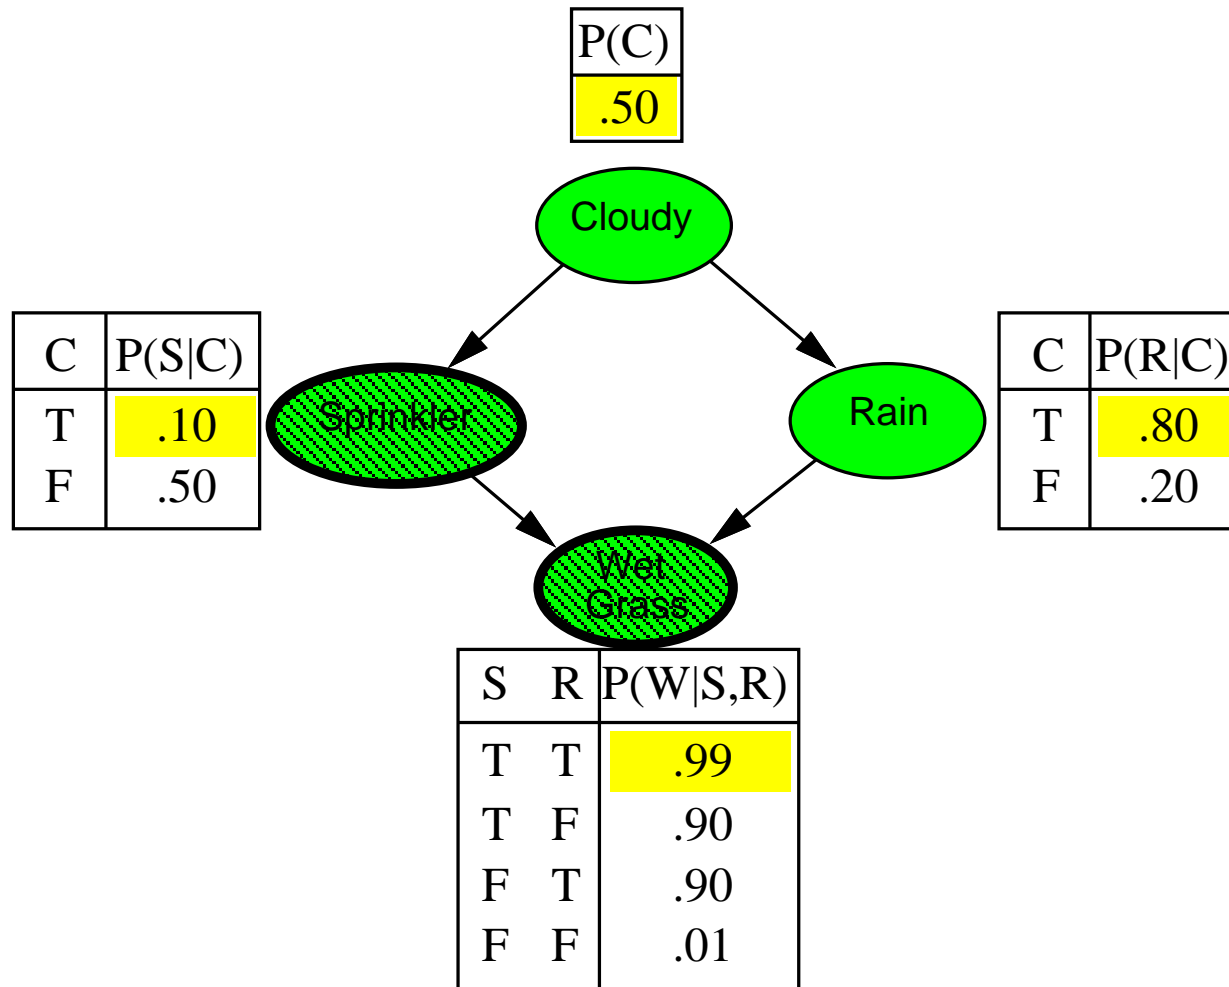 P(C)
.50
Cloudy
C P(S|C)
T .10
F .50
Sprinkler
Rain
C P(R|C)
T .80
F .20
Wet
Grass
S R P(W|S,R)
T T .99
T F .90
F T .90
F F .01